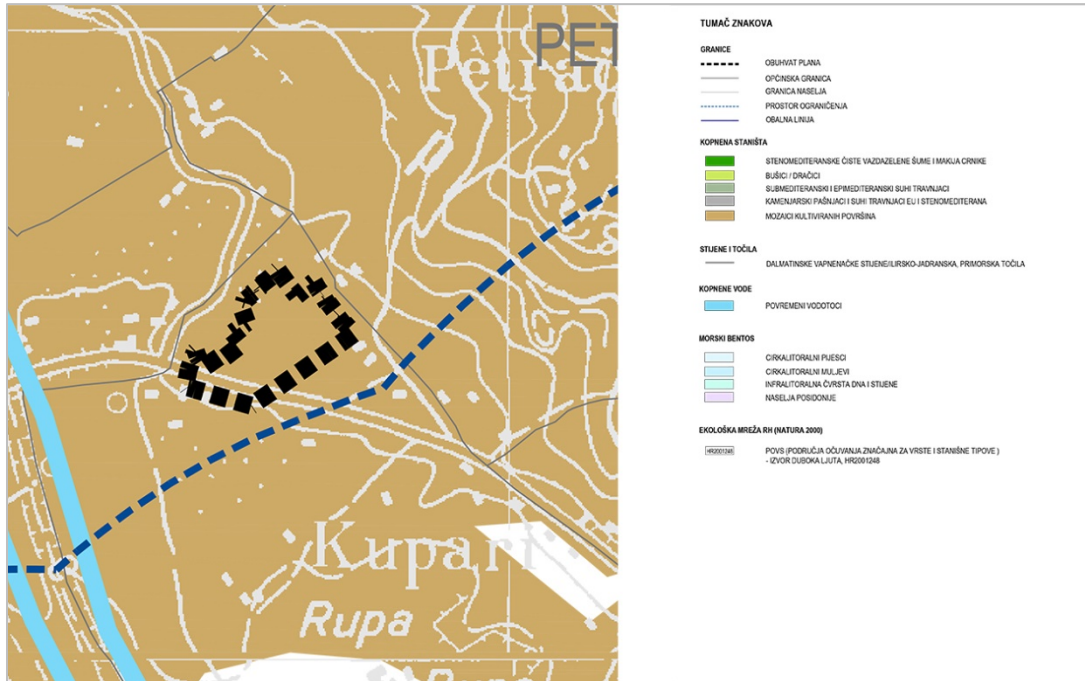 PET
Petrač
Kupari
Rupa
TUMAČ ZNAKOVA
GRANICE
OBUHVAT PLANA
OPĆINSKA GRANICA
GRANICA NASELJA
PROSTOR OGRANIČENJA
OBALNA LINIJA
KOPNENA STANIŠTA
STENOMEDITERANSKE ČISTE VAZDAZELENE ŠUME I MAKIJA CRNIKE
BUŠICI / DRAČICI
SUBMEDITERANSKI I EPIMEDITERANSKI SUHI TRAVNJACI
KAMENJARSKI PAŠNJACI I SUHI TRAVNJACI EU I STENOMEDITERANA
MOZAICI KULTIVIRANIH POVRŠINA
STIJENE I TOČILA
DALMATINSKE VAPNENAČKE STIJENE/ILIRSKO-JADRANSKA, PRIMORSKA TOČILA
KOPNENE VODE
POVREMENI VODOTOCI
MORSKI BENTOS
CIRKALITORALNI PIJESCI
CIRKALITORALNI MULJEVI
INFRALITORALNA ČVRSTA DNA I STIJENE
NASELJA POSIDONIJE
EKOLOŠKA MREŽA RH (NATURA 2000)
HR2001248 POVS (PODRUČJA OČUVANJA ZNAČAJNA ZA VRSTE I STANIŠNE TIPOVE )
- IZVOR DUBOKA LJUTA, HR2001248